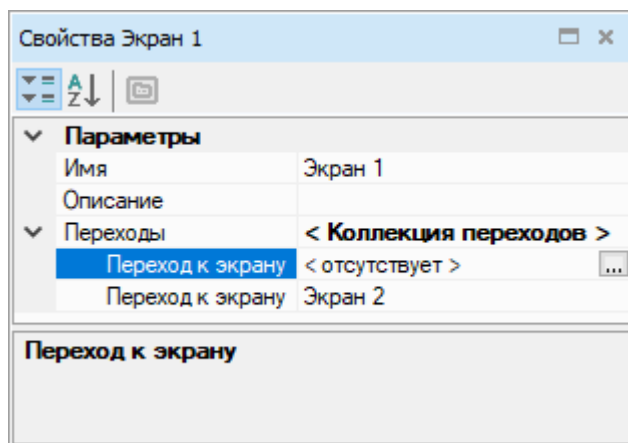 Свойства Экран 1
Параметры
Имя Экран 1
Описание
Переходы < Коллекция переходов >
Переход к экрану < отсутствует > ...
Переход к экрану Экран 2
Переход к экрану